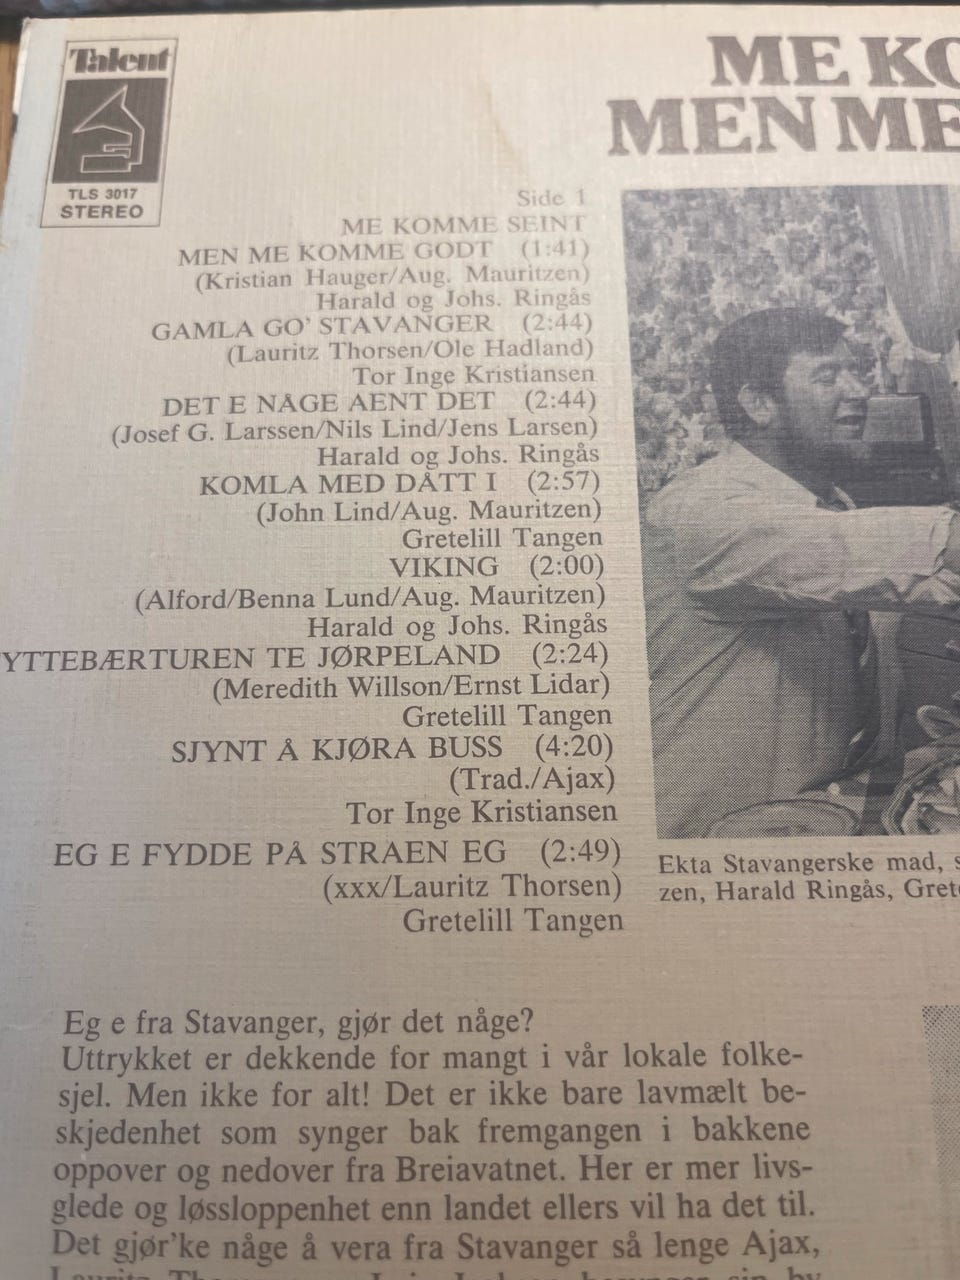 Talent
TLS 3017
STEREO
ME KO
MEN ME
Side 1
ME KOMME SEINT
MEN ME KOMME GODT (1:41)
(Kristian Hauger/Aug. Mauritzen)
Harald og Johs. Ringås
GAMLA GO' STAVANGER (2:44)
(Lauritz Thorsen/Ole Hadland)
Tor Inge Kristiansen
DET E NÅGE AENT DET (2:44)
(Josef G. Larssen/Nils Lind/Jens Larsen)
Harald og Johs. Ringås
KOMLA MED DÅTT I (2:57)
(John Lind/Aug. Mauritzen)
Gretelill Tangen
VIKING (2:00)
(Alford/Benna Lund/Aug. Mauritzen)
Harald og Johs. Ringås
YTTEBÆRTUREN TE JØRPELAND (2:24)
(Meredith Willson/Ernst Lidar)
Gretelill Tangen
SJYNT Å KJØRA BUSS (4:20)
(Trad./Ajax)
Tor Inge Kristiansen
EG E FYDDE PÅ STRAEN EG (2:49)
(xxx/Lauritz Thorsen)
Gretelill Tangen
Ekta Stavangerske mad, s
zen, Harald Ringås, Grete
Eg e fra Stavanger, gjør det någe?
Uttrykket er dekkende for mangt i vår lokale folke-
sjel. Men ikke for alt! Det er ikke bare lavmælt be-
skjedenhet som synger bak fremgangen i bakkene
oppover og nedover fra Breiavatnet. Her er mer livs-
glede og løssloppenhet enn landet ellers vil ha det til.
Det gjør'ke någe å vera fra Stavanger så lenge Ajax,